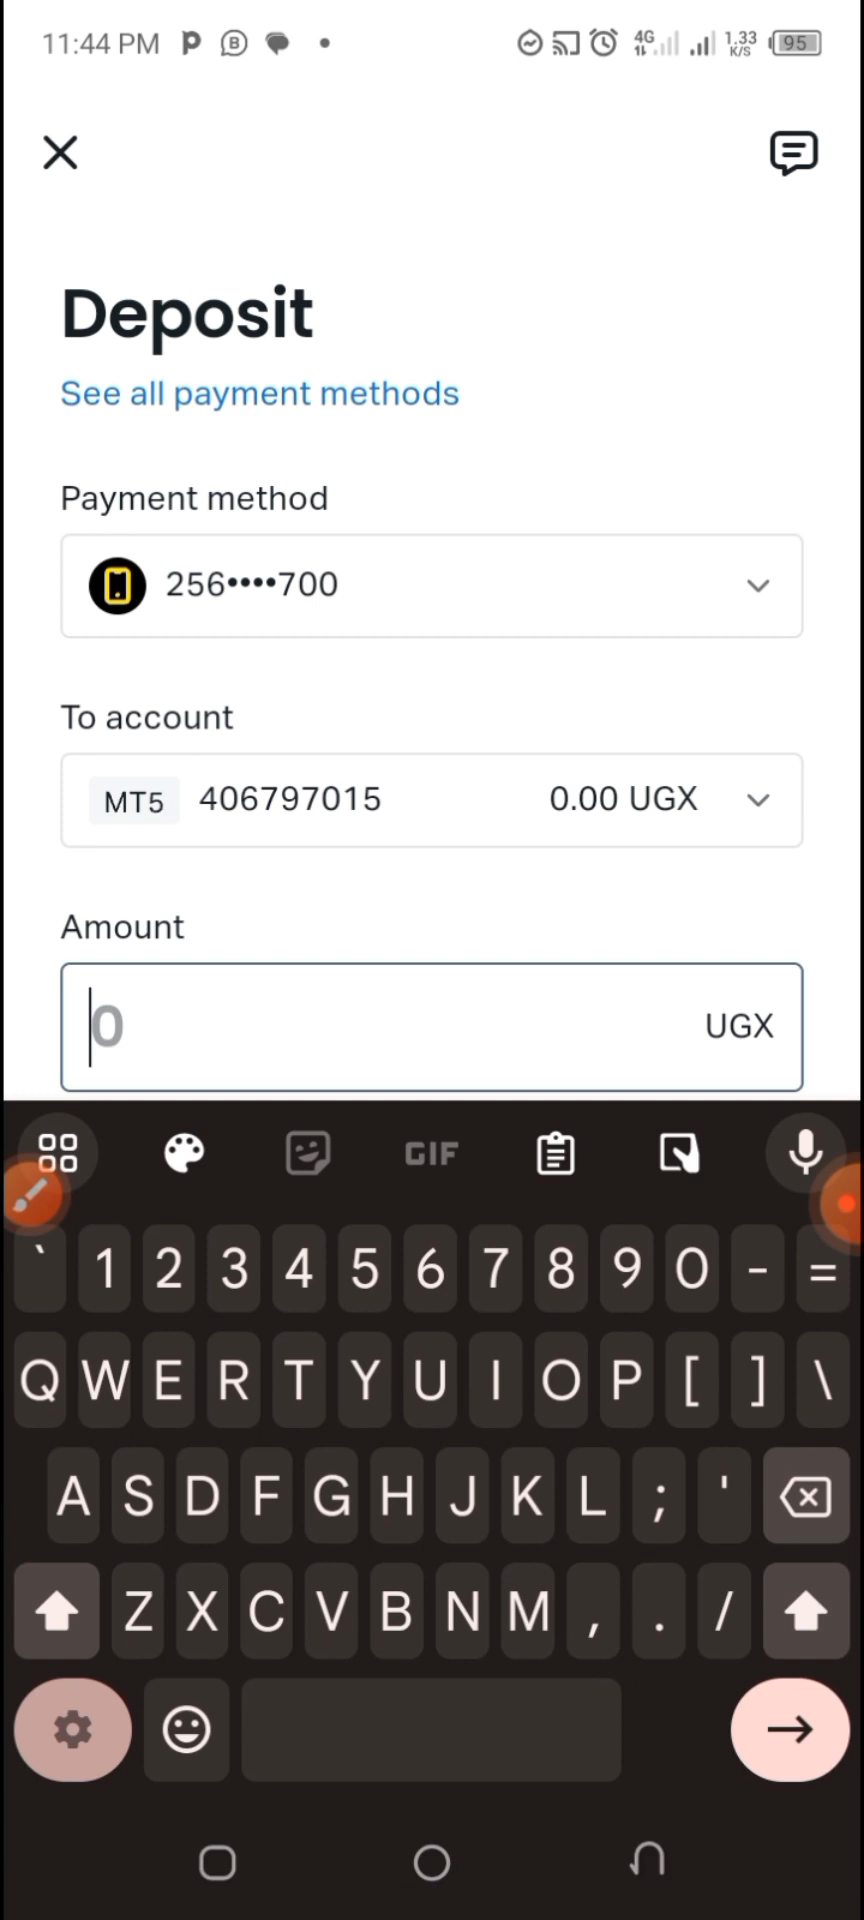 11:44 PM 4G 1.33 K/S 95
Deposit
See all payment methods
Payment method
256••••700
To account
MT5 406797015 0.00 UGX
Amount
0 UGX
GIF
` 1 2 3 4 5 6 7 8 9 0 - =
Q W E R T Y U I O P [ ] \
A S D F G H J K L ; '
Z X C V B N M , . /